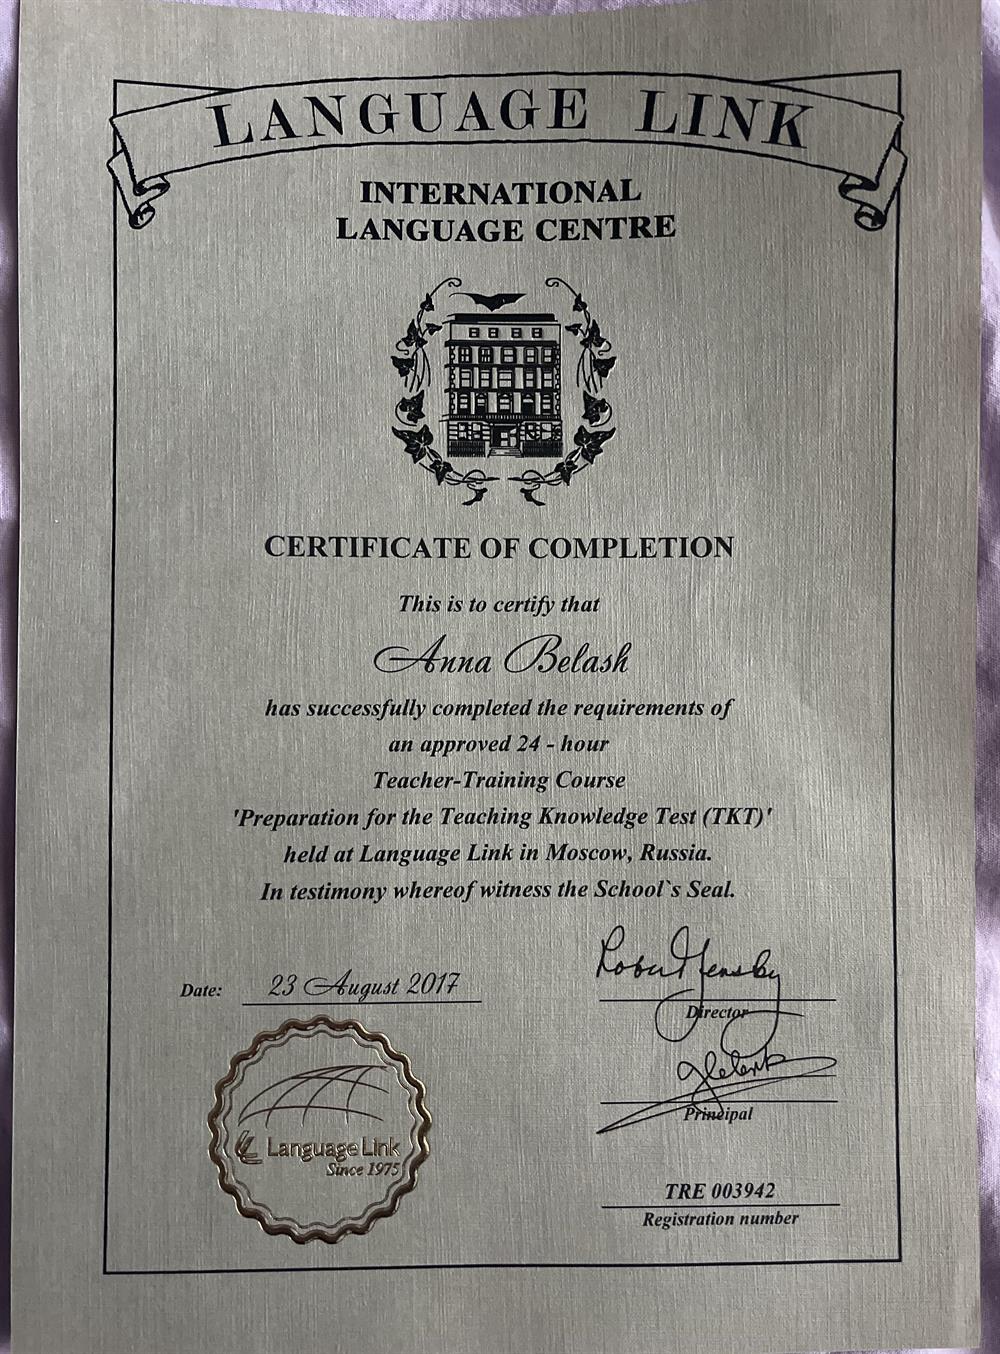 LANGUAGE LINK
INTERNATIONAL
LANGUAGE CENTRE
CERTIFICATE OF COMPLETION
This is to certify that
Anna Belash
has successfully completed the requirements of
an approved 24 - hour
Teacher-Training Course
'Preparation for the Teaching Knowledge Test (TKT)'
held at Language Link in Moscow, Russia.
In testimony whereof witness the School`s Seal.
Date: 23 August 2017
Director
Principal
Language Link
Since 1975
TRE 003942
Registration number